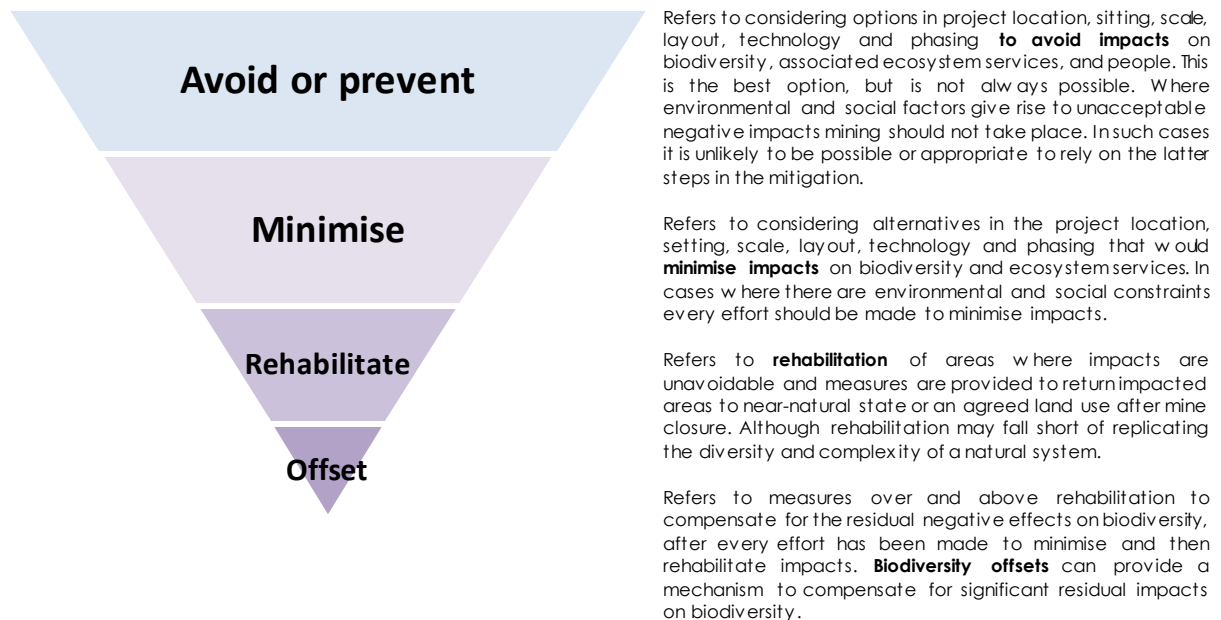 Avoid or prevent
Minimise
Rehabilitate
Offset
Refers to considering options in project location, sitting, scale,
layout, technology and phasing to avoid impacts on
biodiversity, associated ecosystem services, and people. This
is the best option, but is not always possible. Where
environmental and social factors give rise to unacceptable
negative impacts mining should not take place. In such cases
it is unlikely to be possible or appropriate to rely on the latter
steps in the mitigation.
Refers to considering alternatives in the project location,
setting, scale, layout, technology and phasing that would
minimise impacts on biodiversity and ecosystem services. In
cases where there are environmental and social constraints
every effort should be made to minimise impacts.
Refers to rehabilitation of areas where impacts are
unavoidable and measures are provided to return impacted
areas to near-natural state or an agreed land use after mine
closure. Although rehabilitation may fall short of replicating
the diversity and complexity of a natural system.
Refers to measures over and above rehabilitation to
compensate for the residual negative effects on biodiversity,
after every effort has been made to minimise and then
rehabilitate impacts. Biodiversity offsets can provide a
mechanism to compensate for significant residual impacts
on biodiversity.